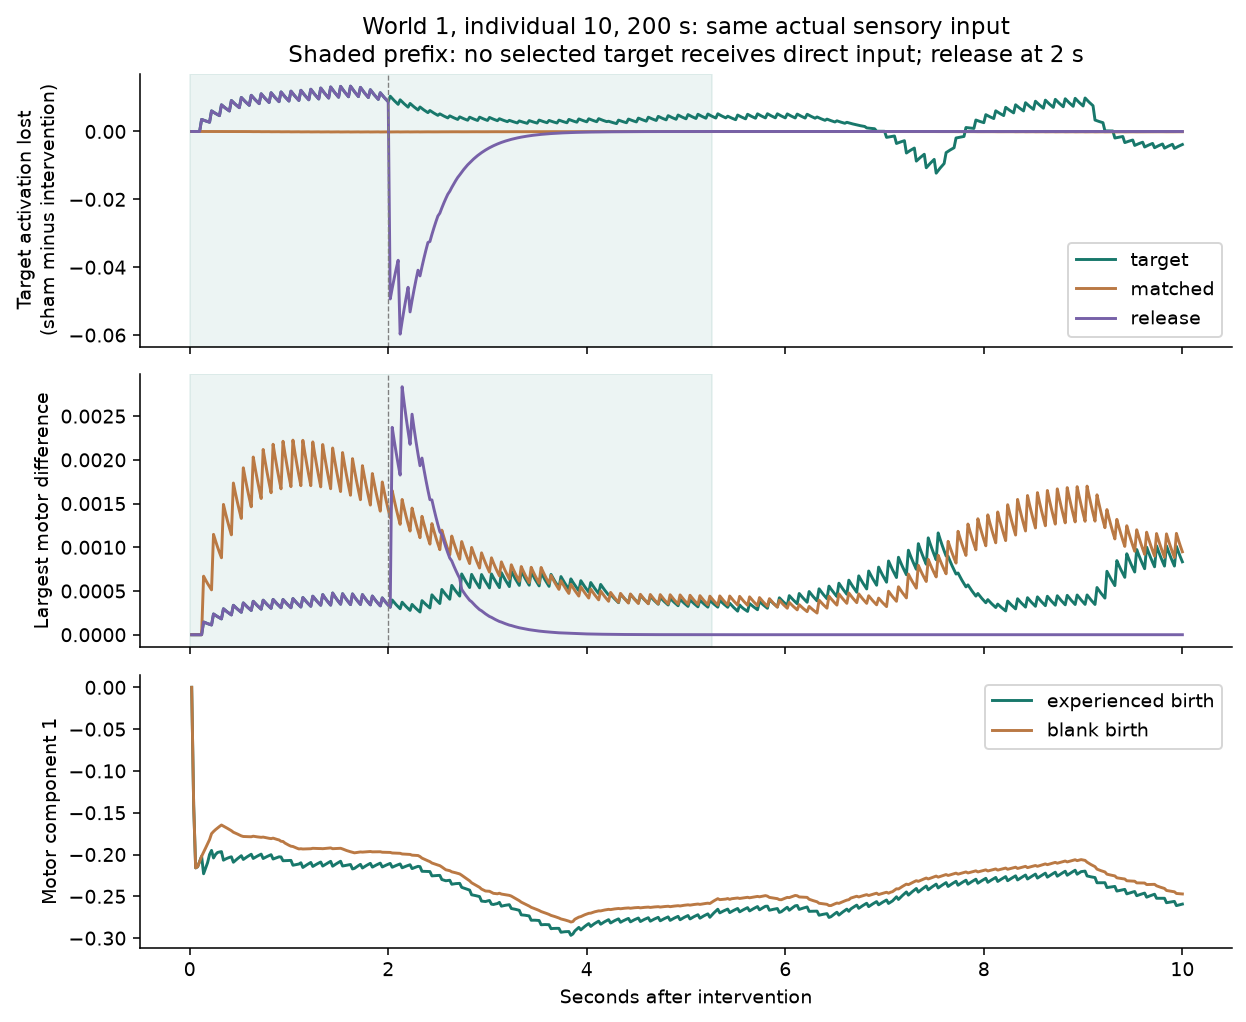 World 1, individual 10, 200 s: same actual sensory input
Shaded prefix: no selected target receives direct input; release at 2 s
Target activation lost
(sham minus intervention)
0.00
−0.02
−0.04
−0.06
target
matched
release
Largest motor difference
0.0025
0.0020
0.0015
0.0010
0.0005
0.0000
Motor component 1
0.00
−0.05
−0.10
−0.15
−0.20
−0.25
−0.30
experienced birth
blank birth
0 2 4 6 8 10
Seconds after intervention